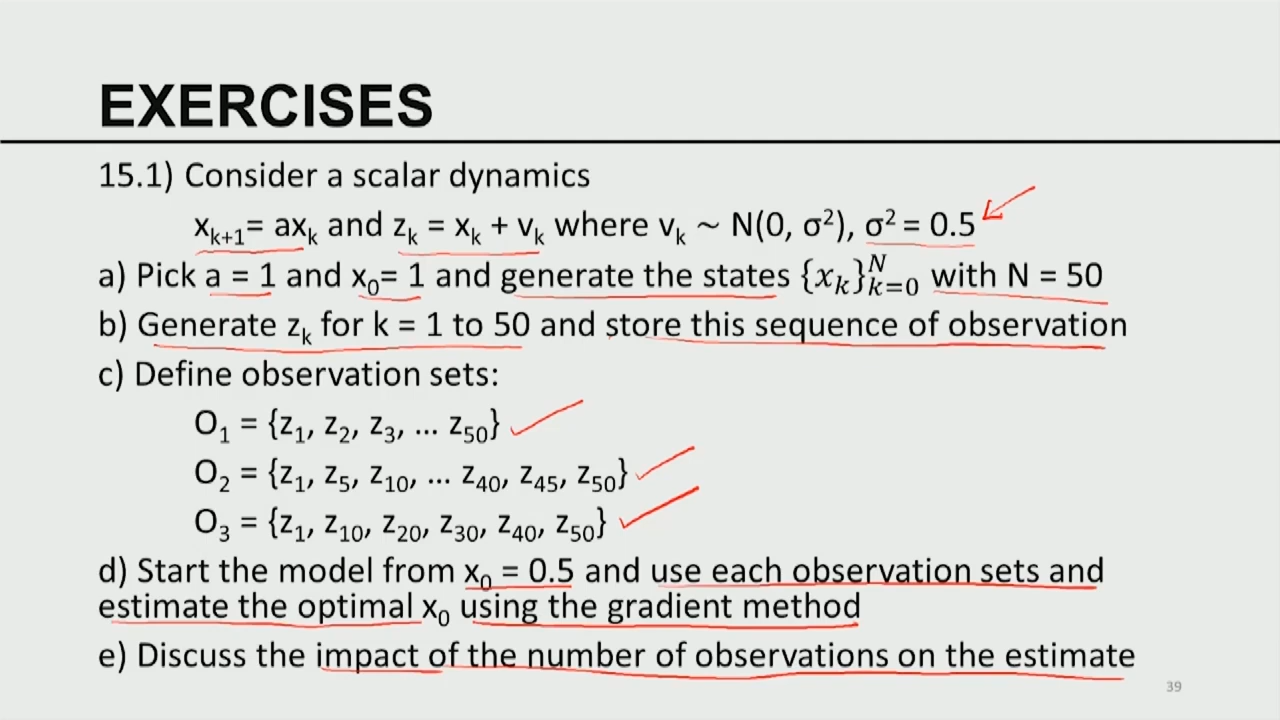 EXERCISES
15.1) Consider a scalar dynamics
xₖ₊₁= axₖ and zₖ = xₖ + vₖ where vₖ ~ N(0, σ²), σ² = 0.5
a) Pick a = 1 and x₀= 1 and generate the states {𝑥ₖ}ᴺₖ₌₀ with N = 50
b) Generate zₖ for k = 1 to 50 and store this sequence of observation
c) Define observation sets:
O₁ = {z₁, z₂, z₃, ... z₅₀}
O₂ = {z₁, z₅, z₁₀, ... z₄₀, z₄₅, z₅₀}
O₃ = {z₁, z₁₀, z₂₀, z₃₀, z₄₀, z₅₀}
d) Start the model from x₀ = 0.5 and use each observation sets and
estimate the optimal x₀ using the gradient method
e) Discuss the impact of the number of observations on the estimate
39